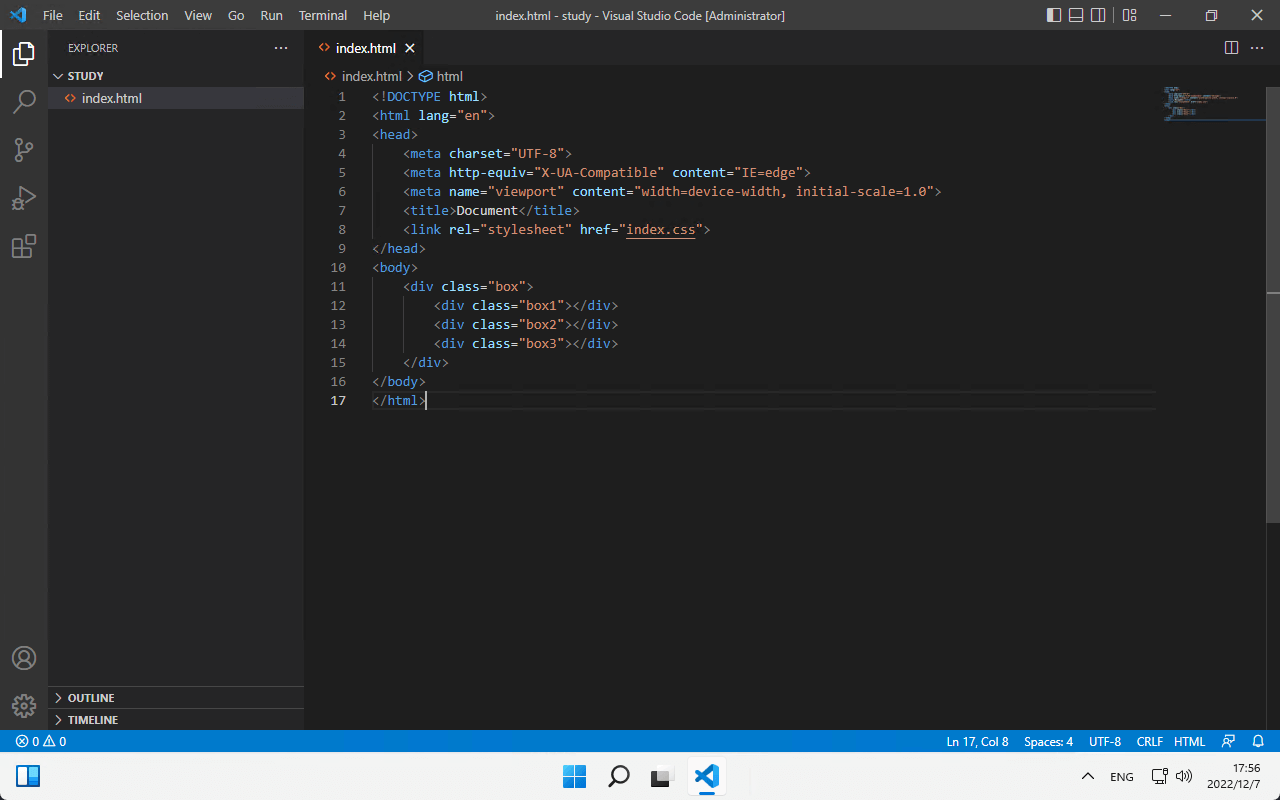 File Edit Selection View Go Run Terminal Help index.html - study - Visual Studio Code [Administrator]
EXPLORER
STUDY
index.html
OUTLINE
TIMELINE
index.html
index.html > html
1 <!DOCTYPE html>
2 <html lang="en">
3 <head>
4     <meta charset="UTF-8">
5     <meta http-equiv="X-UA-Compatible" content="IE=edge">
6     <meta name="viewport" content="width=device-width, initial-scale=1.0">
7     <title>Document</title>
8     <link rel="stylesheet" href="index.css">
9 </head>
10 <body>
11     <div class="box">
12         <div class="box1"></div>
13         <div class="box2"></div>
14         <div class="box3"></div>
15     </div>
16 </body>
17 </html>
0 0 Ln 17, Col 8 Spaces: 4 UTF-8 CRLF HTML
ENG 17:56
2022/12/7